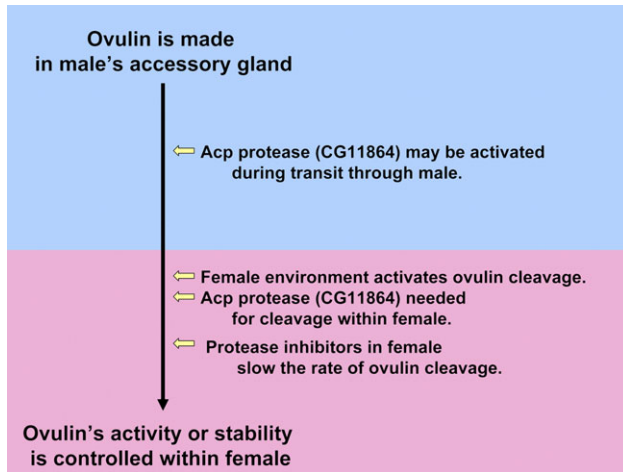 Ovulin is made
in male's accessory gland
Acp protease (CG11864) may be activated
during transit through male.
Female environment activates ovulin cleavage.
Acp protease (CG11864) needed
for cleavage within female.
Protease inhibitors in female
slow the rate of ovulin cleavage.
Ovulin's activity or stability
is controlled within female